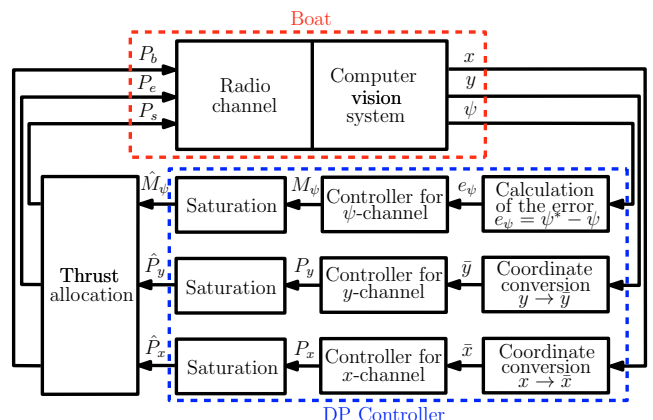 Boat
P_b
P_e
P_s
Radio
channel
Computer
vision
system
x
y
ψ
M̂_ψ
Saturation
M_ψ
Controller for
ψ-channel
e_ψ
Calculation
of the error
e_ψ = ψ* − ψ
Thrust
allocation
P̂_y
Saturation
P_y
Controller for
y-channel
ȳ
Coordinate
conversion
y → ȳ
P̂_x
Saturation
P_x
Controller for
x-channel
x̄
Coordinate
conversion
x → x̄
DP Controller